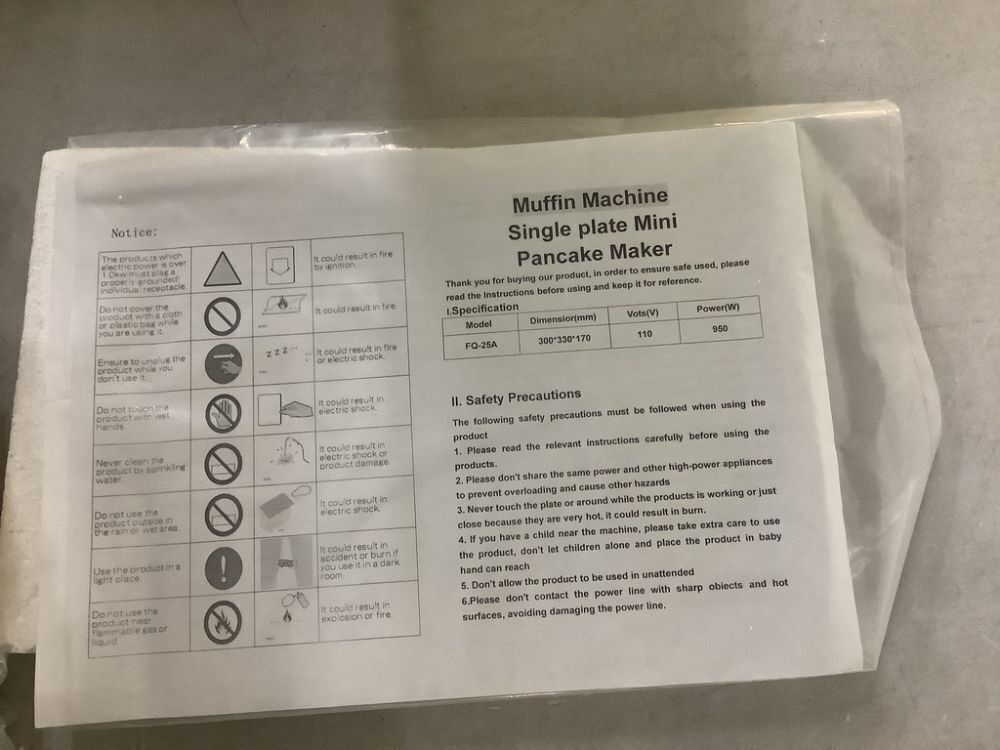 Notice:
The products which
electric power is over
1.0kw must plag a
properly grounded
individual receptacle.
It could result in fire
by ignition.
Do not cover the
product with a cloth
or plastic bag while
you are using it.
It could result in fire.
Ensure to unplug the
product while you
don't use it.
zzz...
It could result in fire
or electric shock.
Do not touch the
product with wet
hands.
It could result in
electric shock.
Never clean the
product by sprinkling
water.
It could result in
electric shock or
product damage.
Do not use the
product outside in
the rain or wet area.
It could result in
electric shock.
Use the product in a
light place.
It could result in
accident or burn if
you use it in a dark
room.
Do not use the
product near
flammable gas or
liquid.
It could result in
explosion or fire.
Muffin Machine
Single plate Mini
Pancake Maker
Thank you for buying our product, in order to ensure safe used, please
read the Instructions before using and keep it for reference.
I.Specification
Model Dimensior(mm) Vots(V) Power(W)
FQ-25A 300*330*170 110 950
II. Safety Precautions
The following safety precautions must be followed when using the
product
1. Please read the relevant instructions carefully before using the
products.
2. Please don't share the same power and other high-power appliances
to prevent overloading and cause other hazards
3. Never touch the plate or around while the products is working or just
close because they are very hot, it could result in burn.
4. If you have a child near the machine, please take extra care to use
the product, don't let children alone and place the product in baby
hand can reach
5. Don't allow the product to be used in unattended
6.Please don't contact the power line with sharp obiects and hot
surfaces, avoiding damaging the power line.